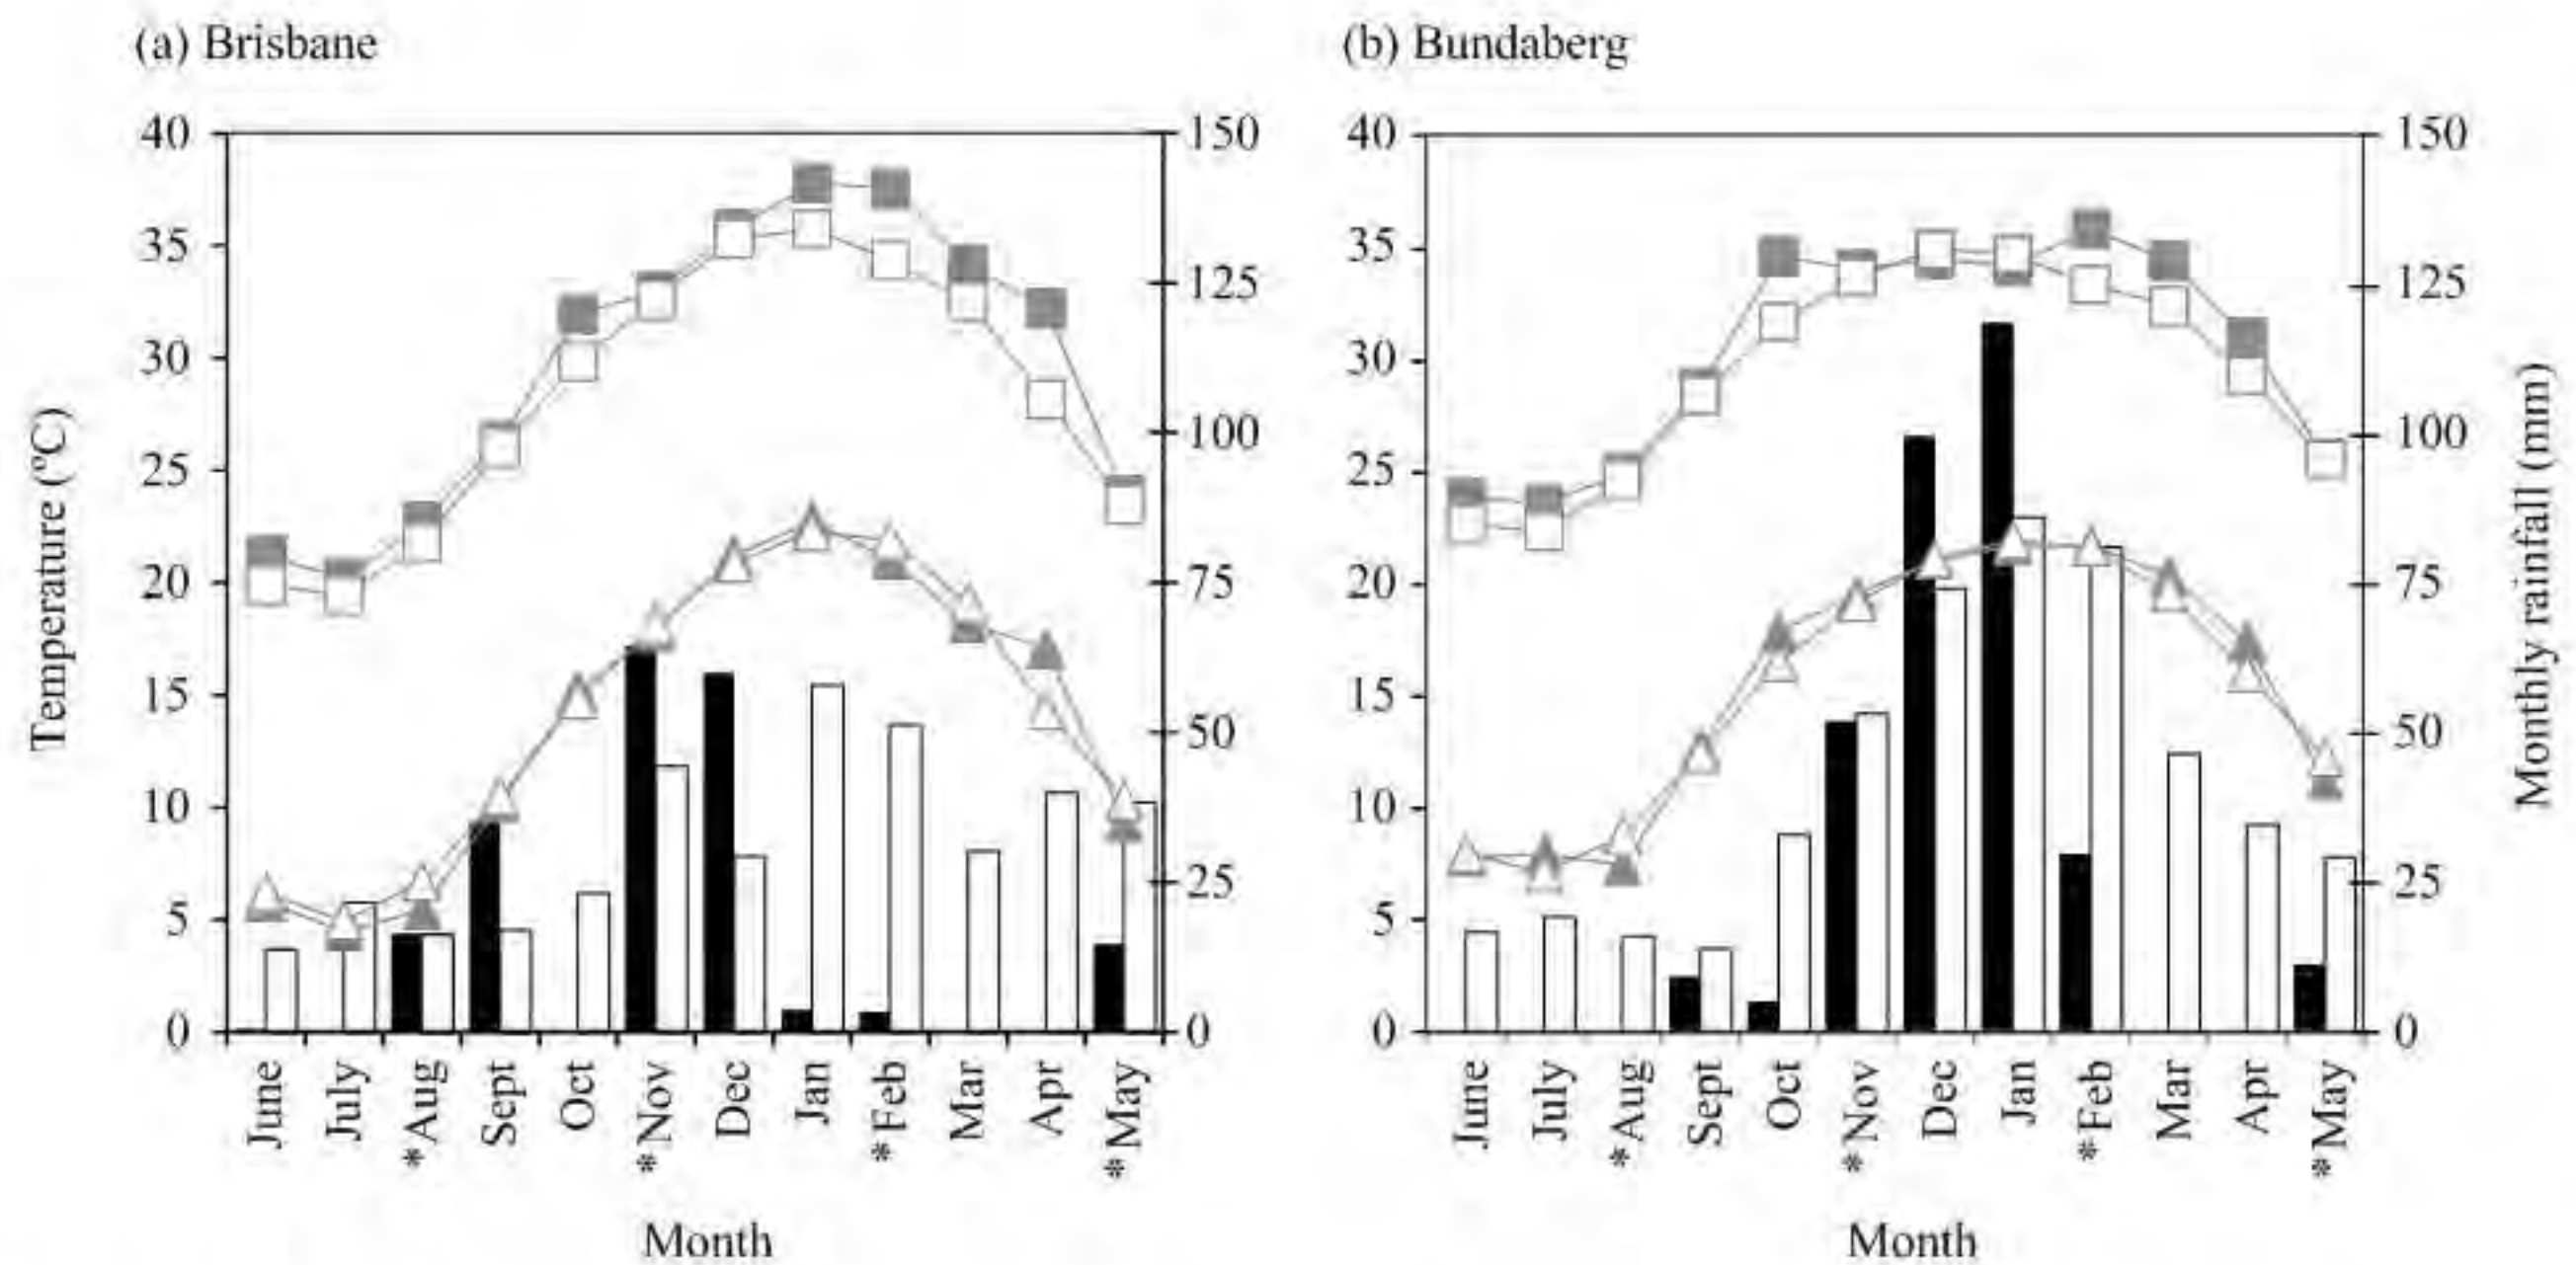 (a) Brisbane
(b) Bundaberg
40
35
30
25
20
15
10
5
0
Temperature (ºC)
150
125
100
75
50
25
0
June
July
*Aug
Sept
Oct
*Nov
Dec
Jan
*Feb
Mar
Apr
*May
Month
40
35
30
25
20
15
10
5
0
150
125
100
75
50
25
0
Monthly rainfall (mm)
June
July
*Aug
Sept
Oct
*Nov
Dec
Jan
*Feb
Mar
Apr
*May
Month